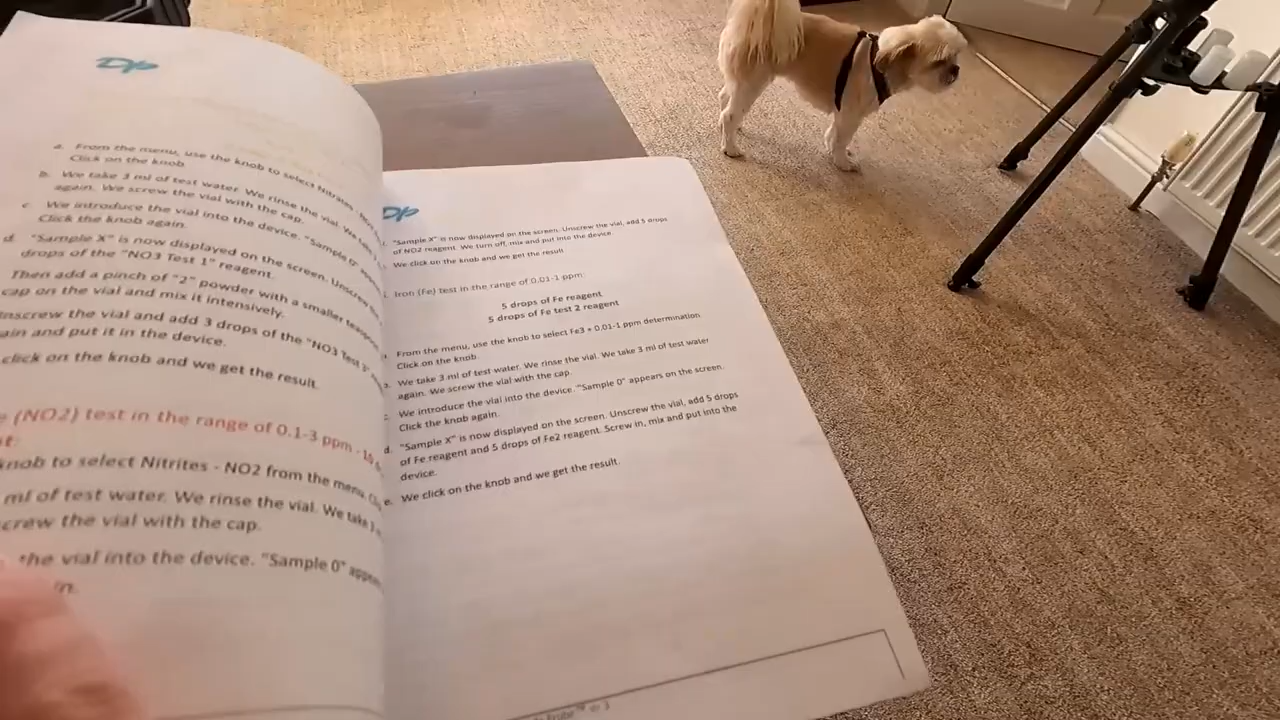 Dp
a. From the menu, use the knob to select Nitrates -
Click on the knob.
b. We take 3 ml of test water. We rinse the vial. We
again. We screw the vial with the cap.
c. We introduce the vial into the device. "Sample 0"
Click the knob again.
d. "Sample X" is now displayed on the screen. Unscrew
drops of the "NO3 Test 1" reagent.
Then add a pinch of "2" powder with a smaller
cap on the vial and mix it intensively.
nscrew the vial and add 3 drops of the "NO3 Test 3"
ain and put it in the device.
click on the knob and we get the result.
(NO2) test in the range of 0.1-3 ppm -
knob to select Nitrites - NO2 from the menu.
ml of test water. We rinse the vial. We take
crew the vial with the cap.
the vial into the device. "Sample 0"
Dp
"Sample X" is now displayed on the screen. Unscrew the vial, add 5 drops
of NO2 reagent. We turn off, mix and put into the device
We click on the knob and we get the result
Iron (Fe) test in the range of 0,01-1 ppm:
5 drops of Fe reagent
5 drops of Fe test 2 reagent
From the menu, use the knob to select Fe3 + 0,01-1 ppm determination
Click on the knob.
We take 3 ml of test water. We rinse the vial. We take 3 ml of test water
again. We screw the vial with the cap.
c. We introduce the vial into the device. "Sample 0" appears on the screen.
Click the knob again.
d. "Sample X" is now displayed on the screen. Unscrew the vial, add 5 drops
of Fe reagent and 5 drops of Fe2 reagent. Screw in, mix and put into the
device.
e. We click on the knob and we get the result.